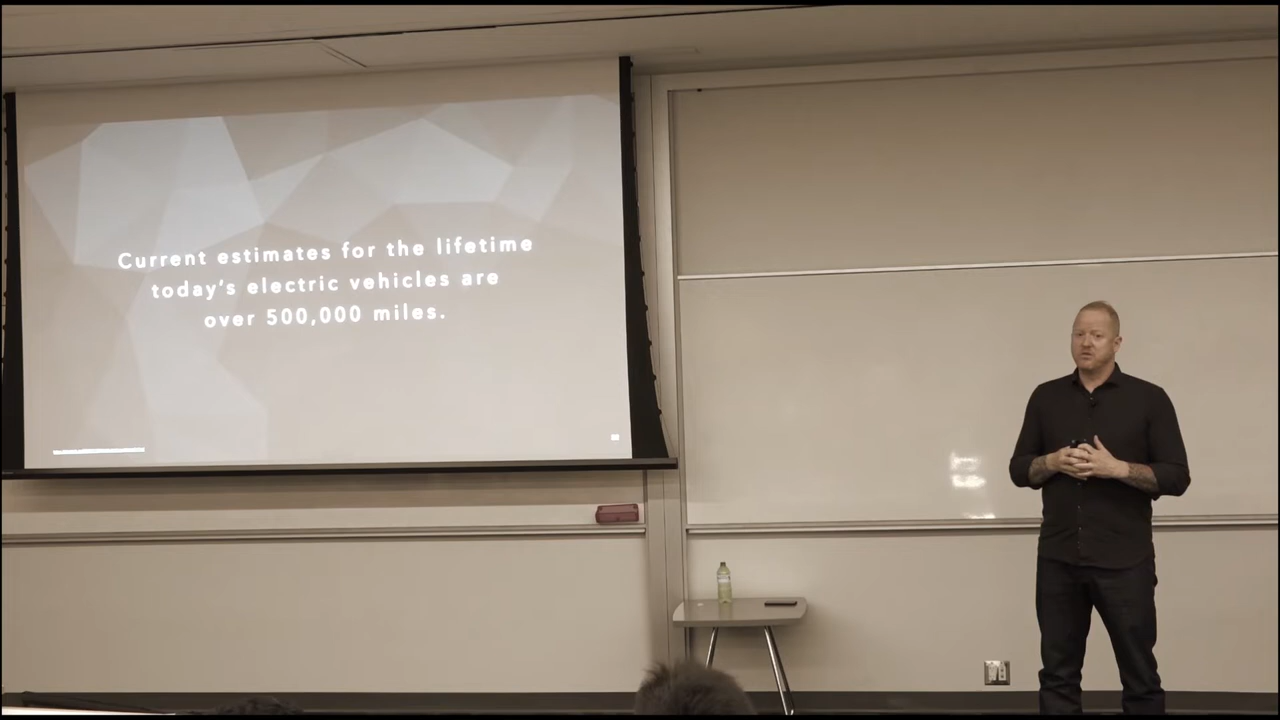 Current estimates for the lifetime
today's electric vehicles are
over 500,000 miles.